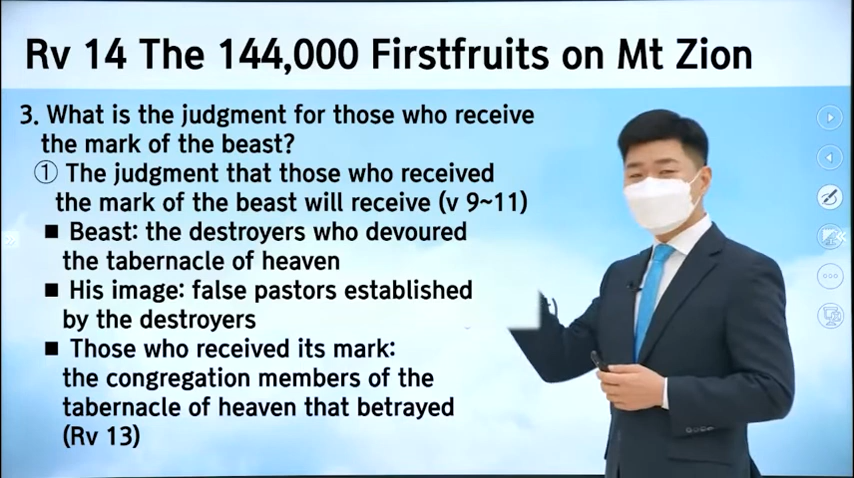 Rv 14 The 144,000 Firstfruits on Mt Zion
3. What is the judgment for those who receive
the mark of the beast?
① The judgment that those who received
the mark of the beast will receive (v 9~11)
■ Beast: the destroyers who devoured
the tabernacle of heaven
■ His image: false pastors established
by the destroyers
■ Those who received its mark:
the congregation members of the
tabernacle of heaven that betrayed
(Rv 13)